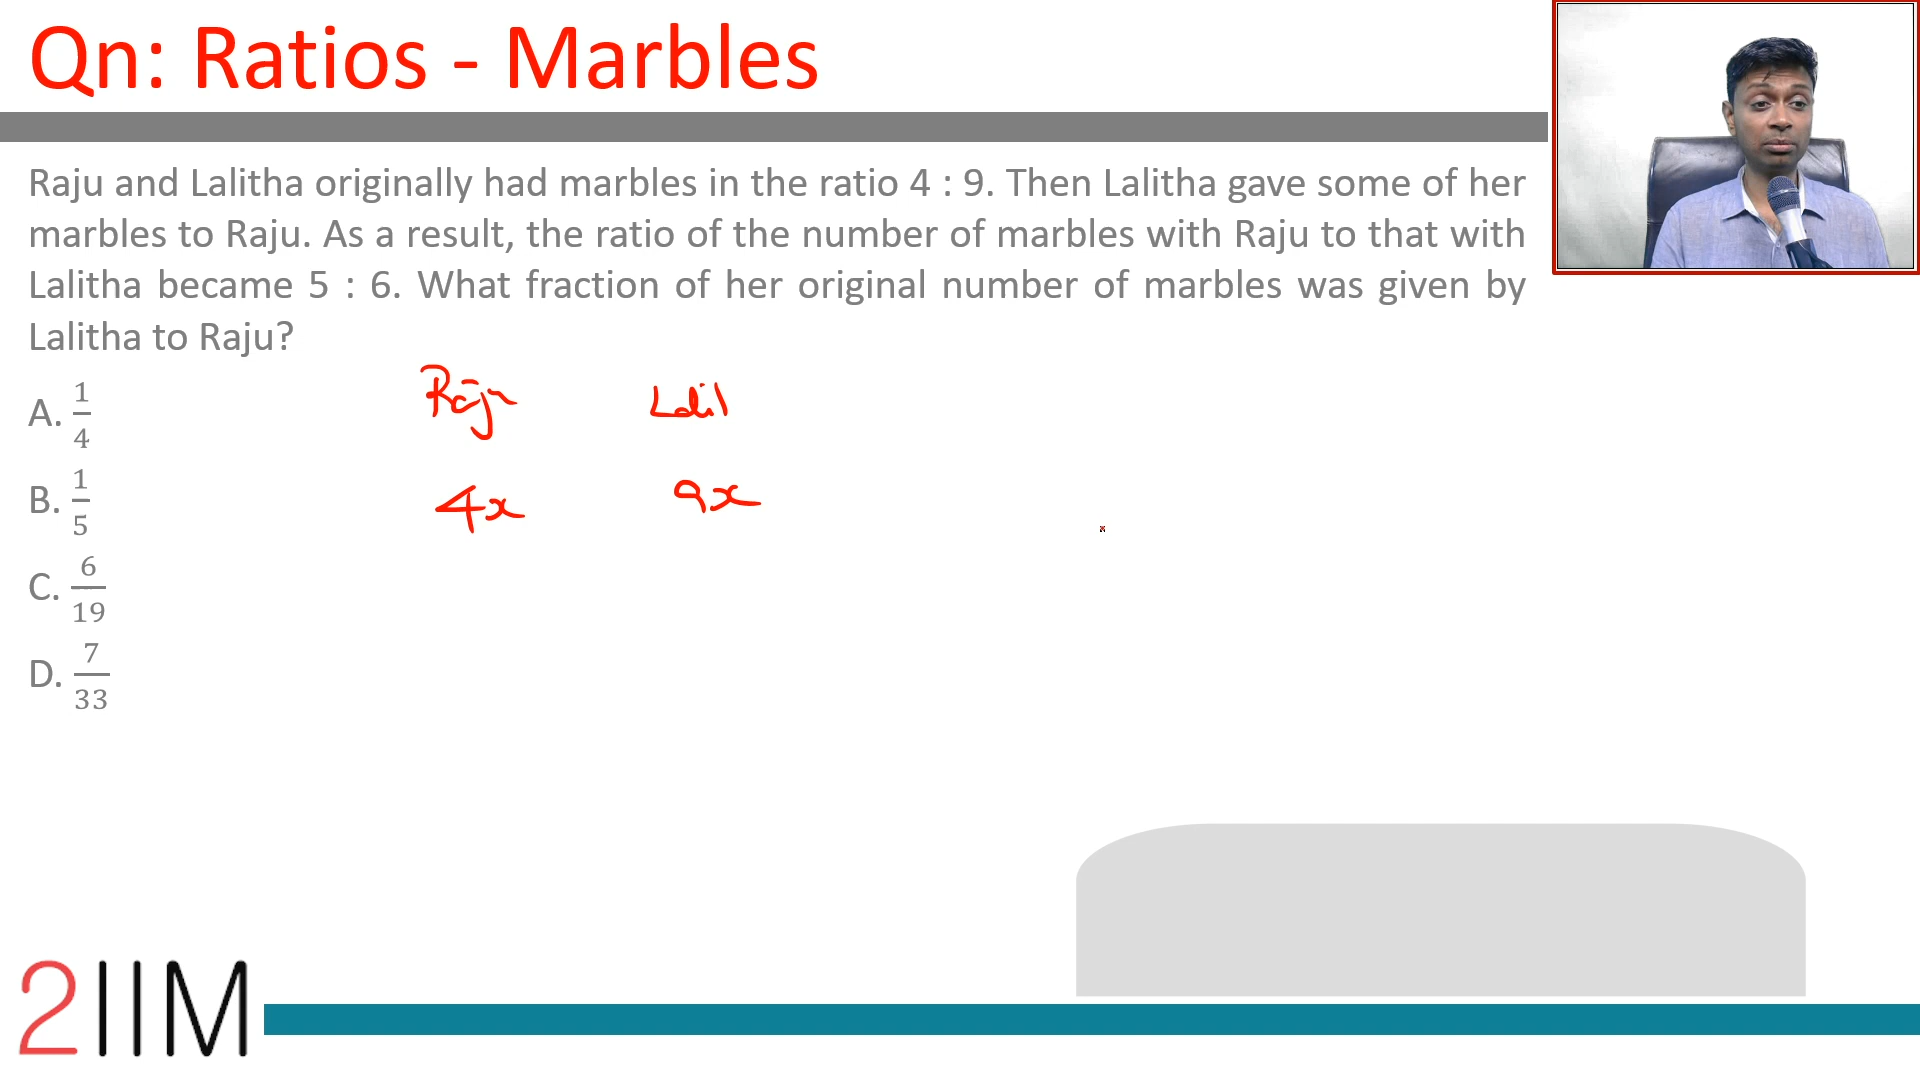 Qn: Ratios - Marbles
Raju and Lalitha originally had marbles in the ratio 4 : 9. Then Lalitha gave some of her
marbles to Raju. As a result, the ratio of the number of marbles with Raju to that with
Lalitha became 5 : 6. What fraction of her original number of marbles was given by
Lalitha to Raju?
A. 1/4
B. 1/5
C. 6/19
D. 7/33
Raju Lalil
4x 9x
2IIM